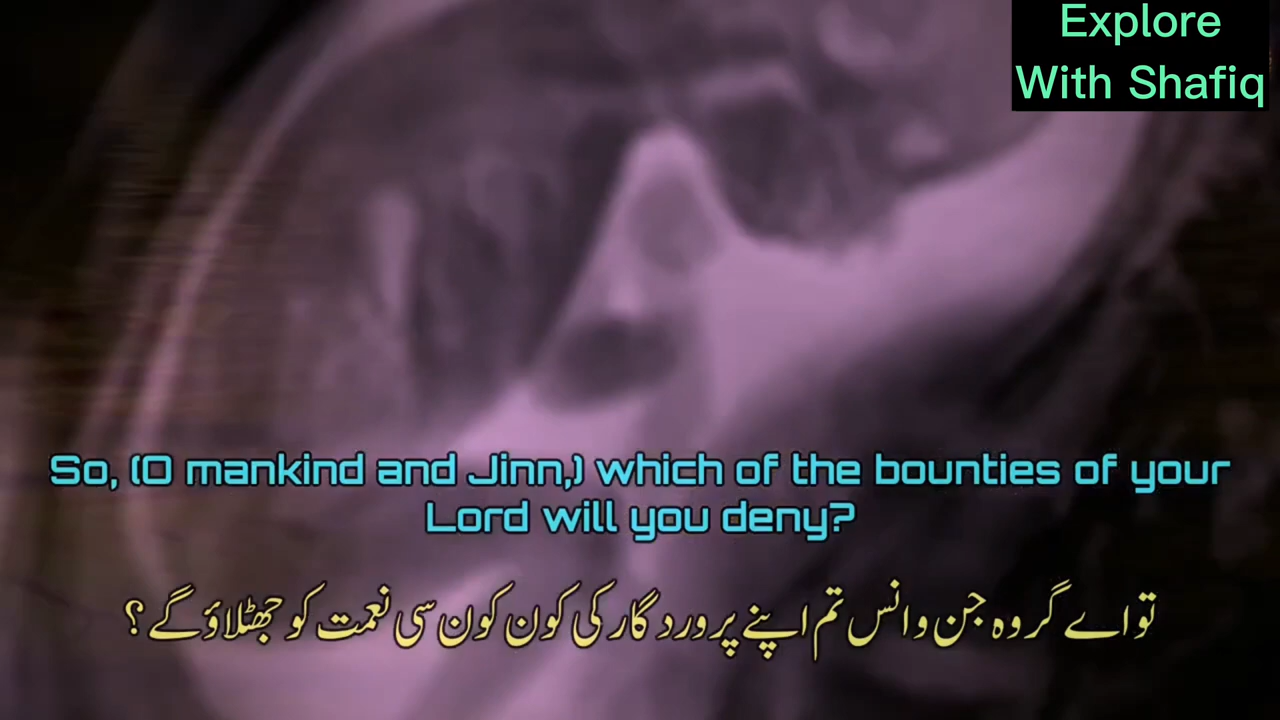 Explore
With Shafiq
So, (O mankind and Jinn,) which of the bounties of your
Lord will you deny?
تو اے گروہ جن و انس تم اپنے پروردگار کی کون کون سی نعمت کو جھٹلاؤ گے ؟